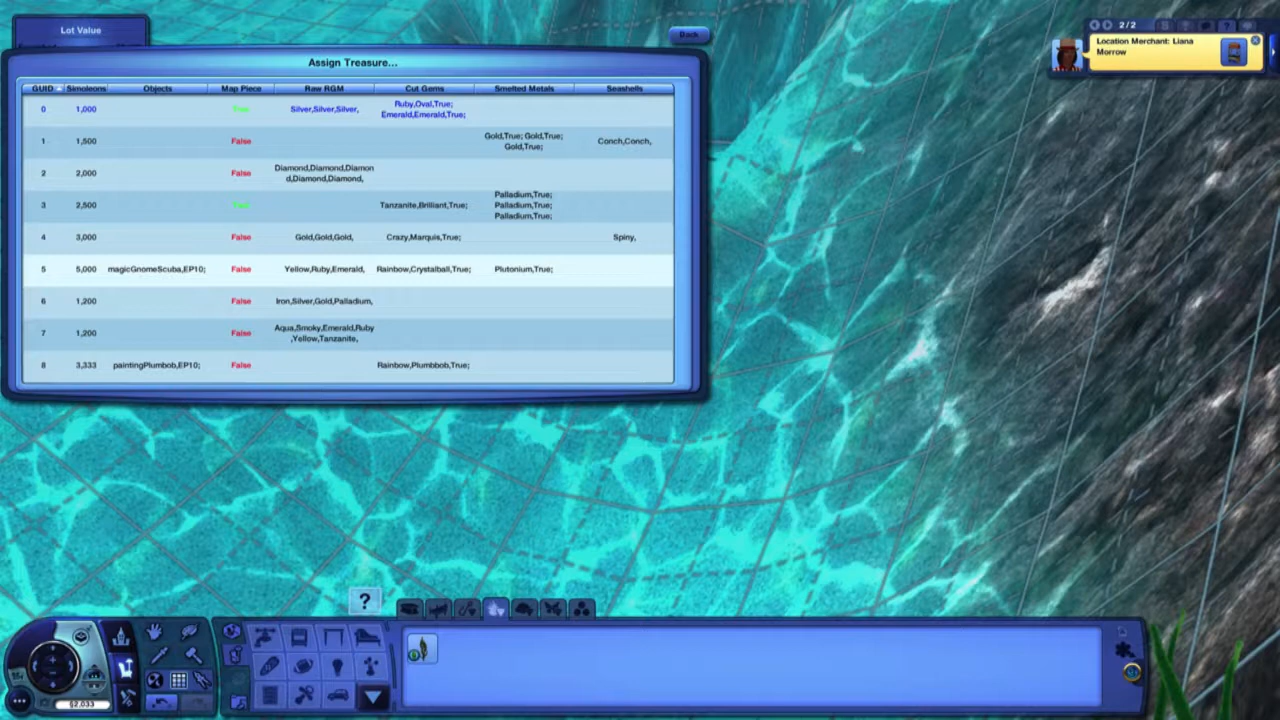 Lot Value
Back
2/2
Location Merchant: Liana
Morrow
Assign Treasure...
GUID Simoleons Objects Map Piece Raw RGM Cut Gems Smelted Metals Seashells
0 1,000 Silver,Silver,Silver, Ruby,Oval,True;
Emerald,Emerald,True;
1 1,500 False Gold,True; Gold,True;
Gold,True; Conch,Conch,
2 2,000 False Diamond,Diamond,Diamon
d,Diamond,Diamond,
3 2,500 Tanzanite,Brilliant,True; Palladium,True;
Palladium,True;
Palladium,True;
4 3,000 False Gold,Gold,Gold, Crazy,Marquis,True; Spiny,
5 5,000 magicGnomeScuba,EP10; False Yellow,Ruby,Emerald, Rainbow,Crystalball,True; Plutonium,True;
6 1,200 False Iron,Silver,Gold,Palladium,
7 1,200 False Aqua,Smoky,Emerald,Ruby
,Yellow,Tanzanite,
8 3,333 paintingPlumbob,EP10; False Rainbow,Plumbbob,True;
?
§2,033